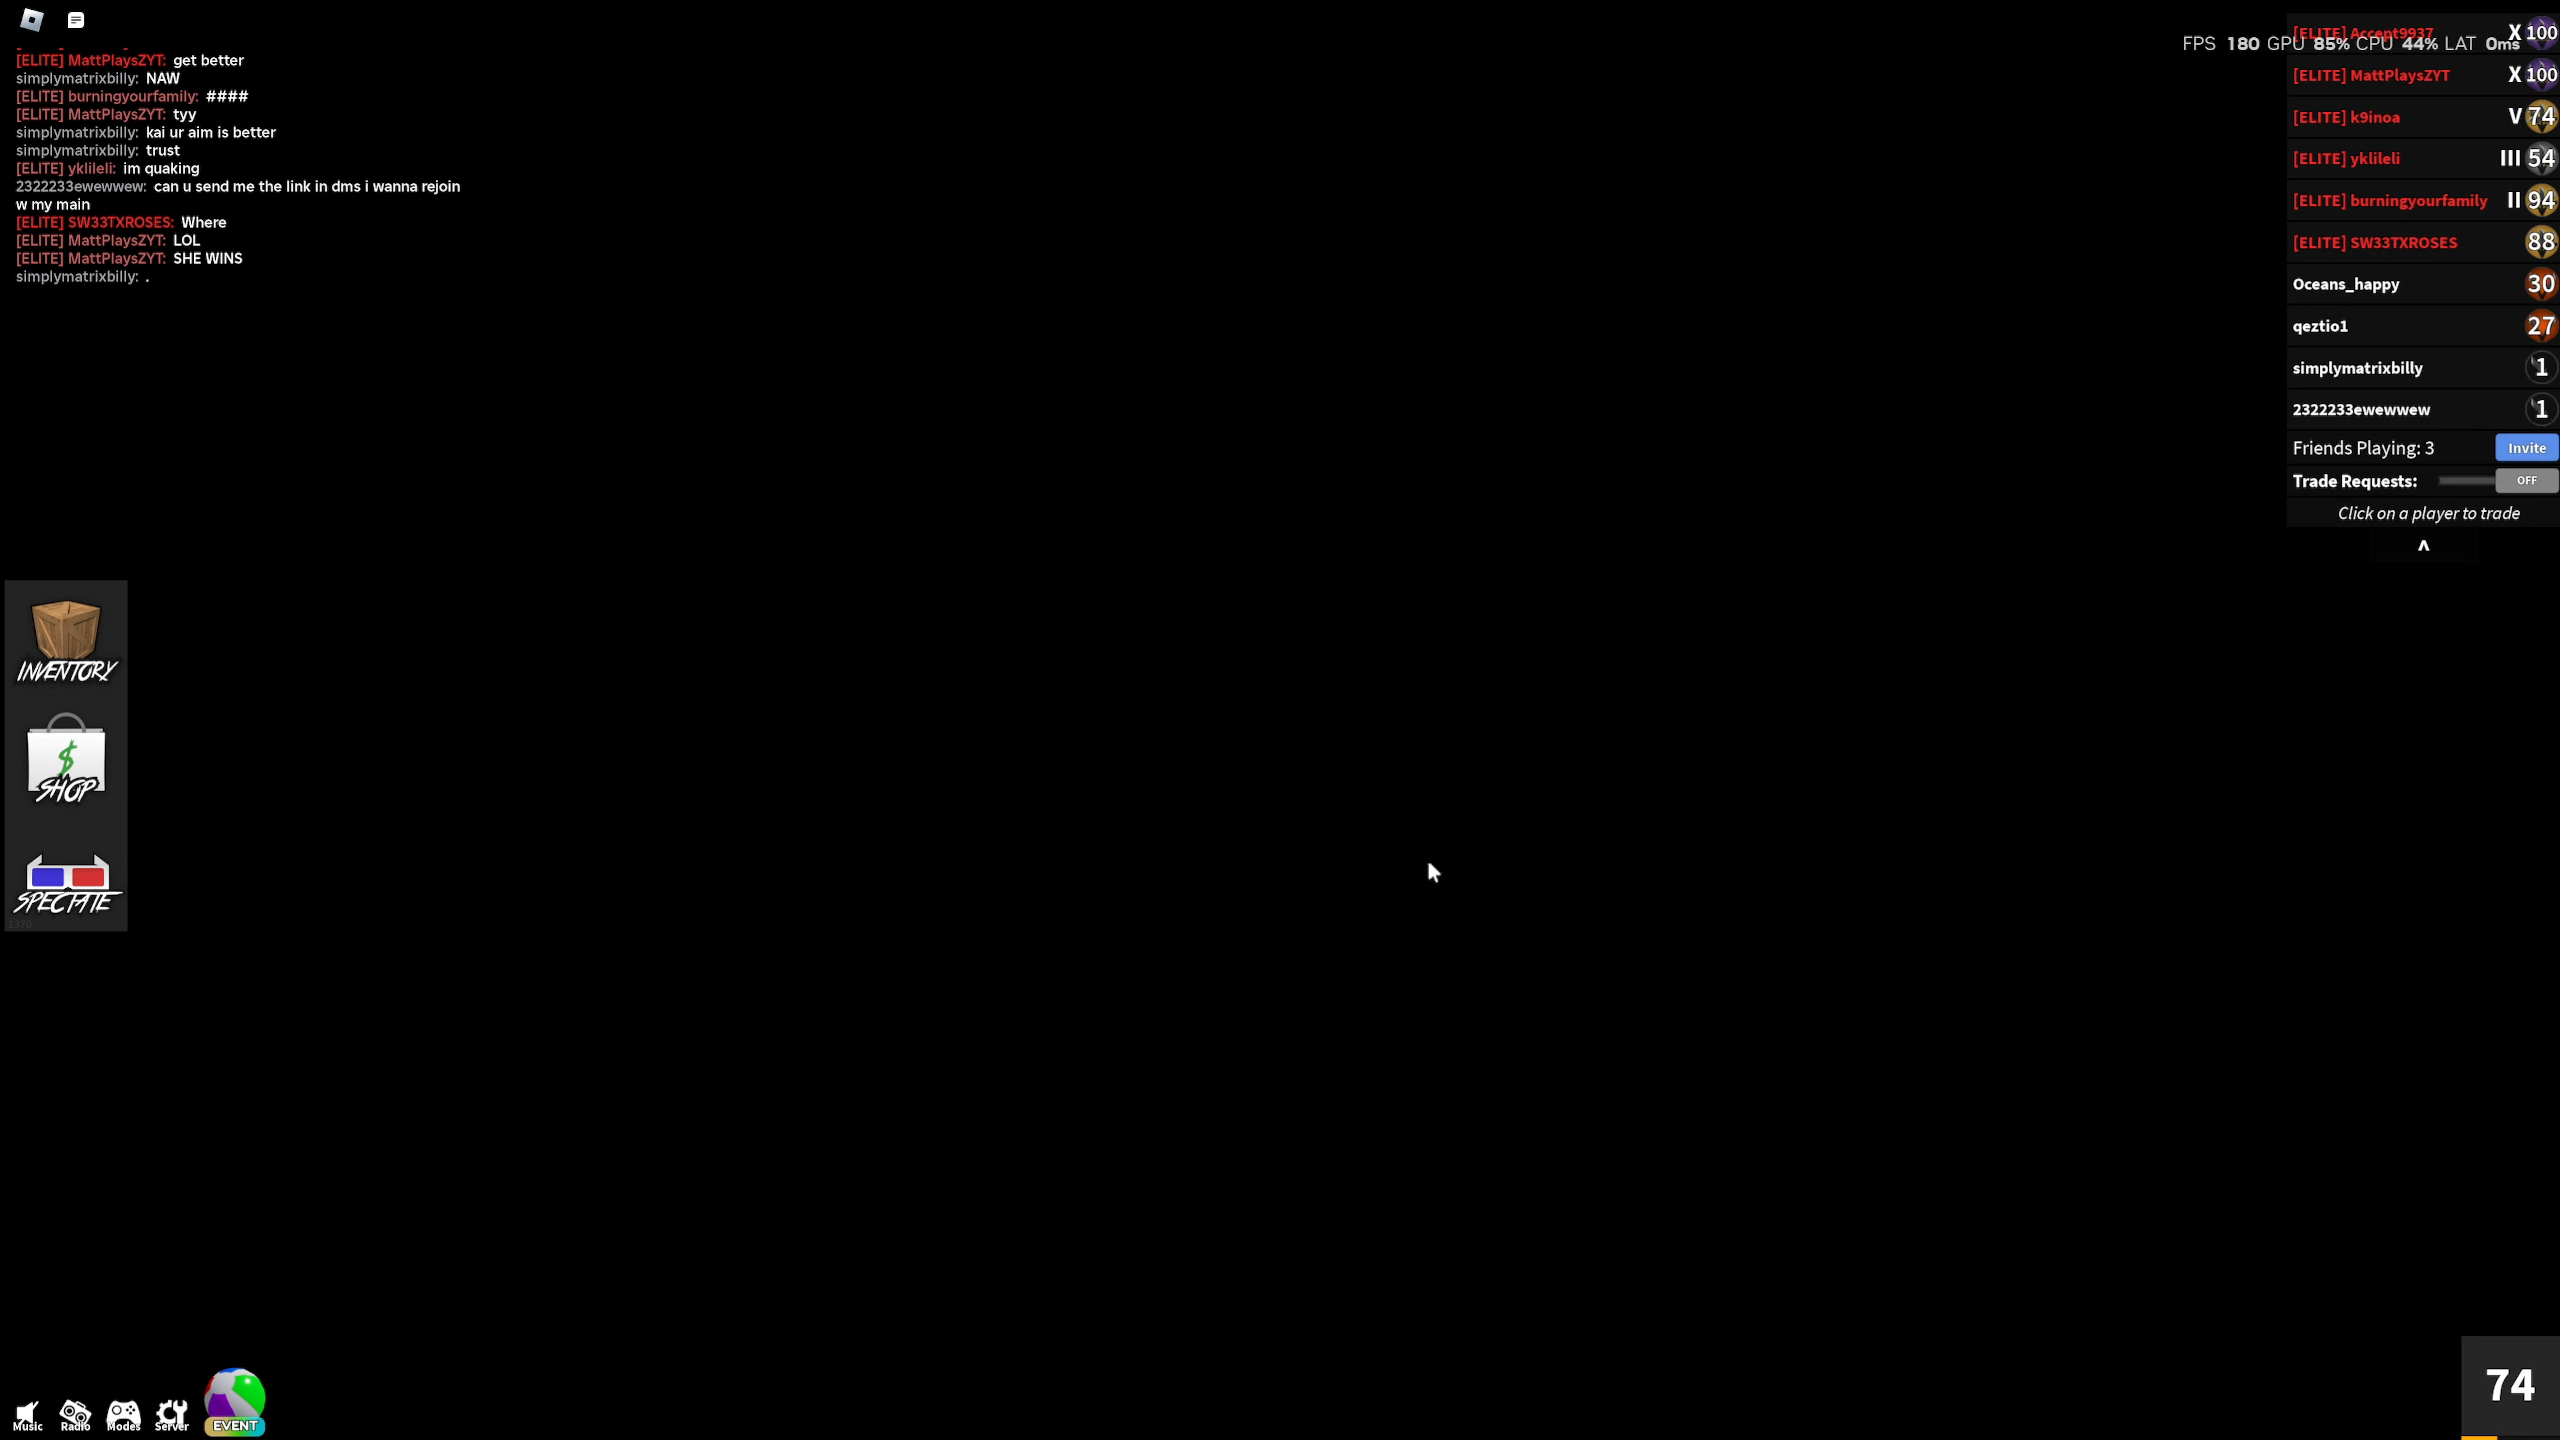 [ELITE] MattPlaysZYT: get better
simplymatrixbilly: NAW
[ELITE] burningyourfamily: ####
[ELITE] MattPlaysZYT: tyy
simplymatrixbilly: kai ur aim is better
simplymatrixbilly: trust
[ELITE] yklileli: im quaking
2322233ewewwew: can u send me the link in dms i wanna rejoin
w my main
[ELITE] SW33TXROSES: Where
[ELITE] MattPlaysZYT: LOL
[ELITE] MattPlaysZYT: SHE WINS
simplymatrixbilly: .
FPS 180 GPU 85% CPU 44% LAT 0ms
[ELITE] Accent9937 X 100
[ELITE] MattPlaysZYT X 100
[ELITE] k9inoa V 74
[ELITE] yklileli III 54
[ELITE] burningyourfamily II 94
[ELITE] SW33TXROSES 88
Oceans_happy 30
qeztio1 27
simplymatrixbilly 1
2322233ewewwew 1
Friends Playing: 3 Invite
Trade Requests: OFF
Click on a player to trade
INVENTORY
$
SHOP
SPECTATE
1370
Music Radio Modes Server EVENT
74